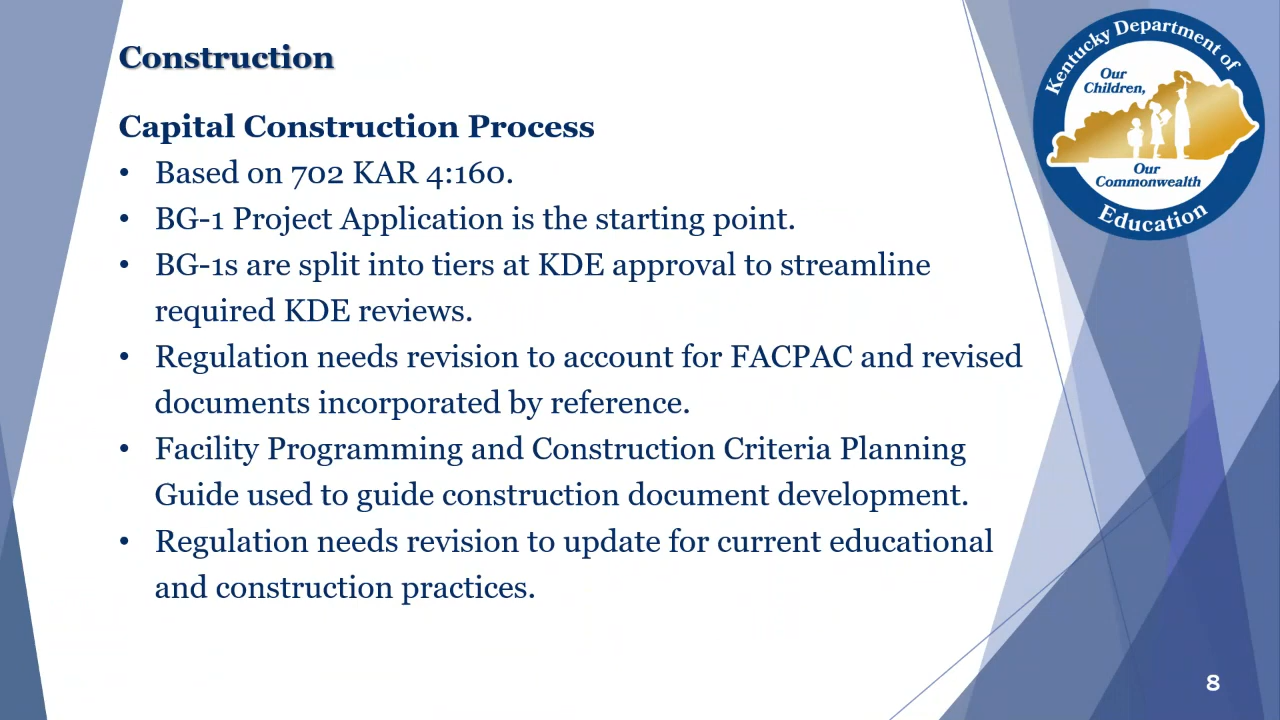 Construction
Kentucky Department of
Our
Children,
Our
Commonwealth
Education
Capital Construction Process
• Based on 702 KAR 4:160.
• BG-1 Project Application is the starting point.
• BG-1s are split into tiers at KDE approval to streamline
required KDE reviews.
• Regulation needs revision to account for FACPAC and revised
documents incorporated by reference.
• Facility Programming and Construction Criteria Planning
Guide used to guide construction document development.
• Regulation needs revision to update for current educational
and construction practices.
8